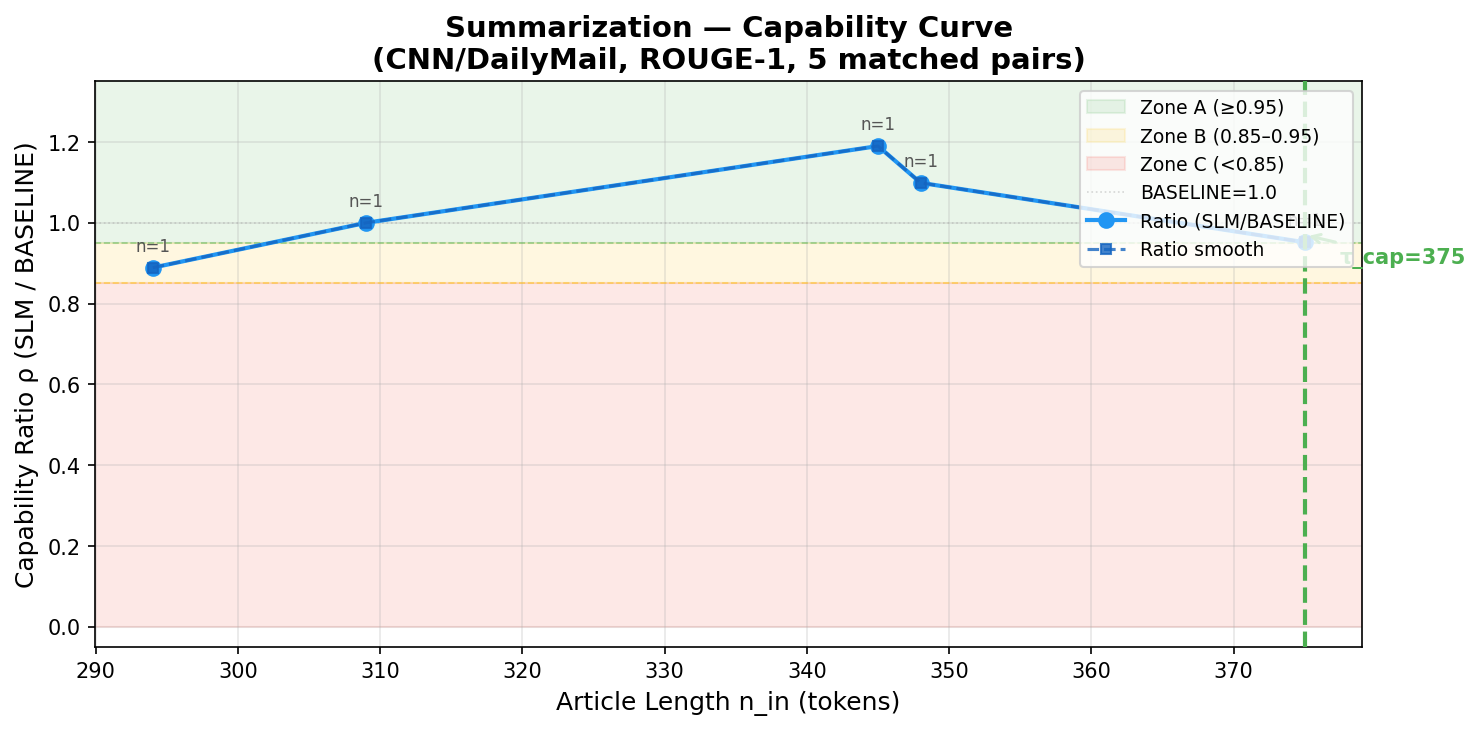 Summarization — Capability Curve
(CNN/DailyMail, ROUGE-1, 5 matched pairs)
Capability Ratio ρ (SLM / BASELINE)
1.2
1.0
0.8
0.6
0.4
0.2
0.0
n=1
n=1
n=1
n=1
Zone A (≥0.95)
Zone B (0.85–0.95)
Zone C (<0.85)
BASELINE=1.0
Ratio (SLM/BASELINE)
Ratio smooth
τ_cap=375
290 300 310 320 330 340 350 360 370
Article Length n_in (tokens)